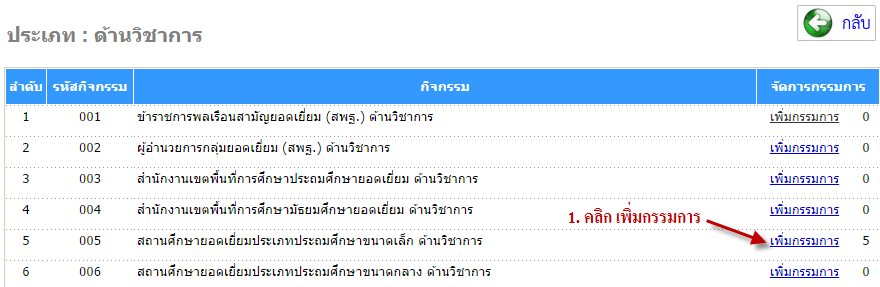 กลับ
ประเภท : ด้านวิชาการ
ลำดับ รหัสกิจกรรม กิจกรรม จัดการกรรมการ
1 001 ข้าราชการพลเรือนสามัญยอดเยี่ยม (สพฐ.) ด้านวิชาการ เพิ่มกรรมการ 0
2 002 ผู้อำนวยการกลุ่มยอดเยี่ยม (สพฐ.) ด้านวิชาการ เพิ่มกรรมการ 0
3 003 สำนักงานเขตพื้นที่การศึกษาประถมศึกษายอดเยี่ยม ด้านวิชาการ เพิ่มกรรมการ 0
4 004 สำนักงานเขตพื้นที่การศึกษามัธยมศึกษายอดเยี่ยม ด้านวิชาการ เพิ่มกรรมการ 0
1. คลิก เพิ่มกรรมการ
5 005 สถานศึกษายอดเยี่ยมประเภทประถมศึกษาขนาดเล็ก ด้านวิชาการ เพิ่มกรรมการ 5
6 006 สถานศึกษายอดเยี่ยมประเภทประถมศึกษาขนาดกลาง ด้านวิชาการ เพิ่มกรรมการ 0